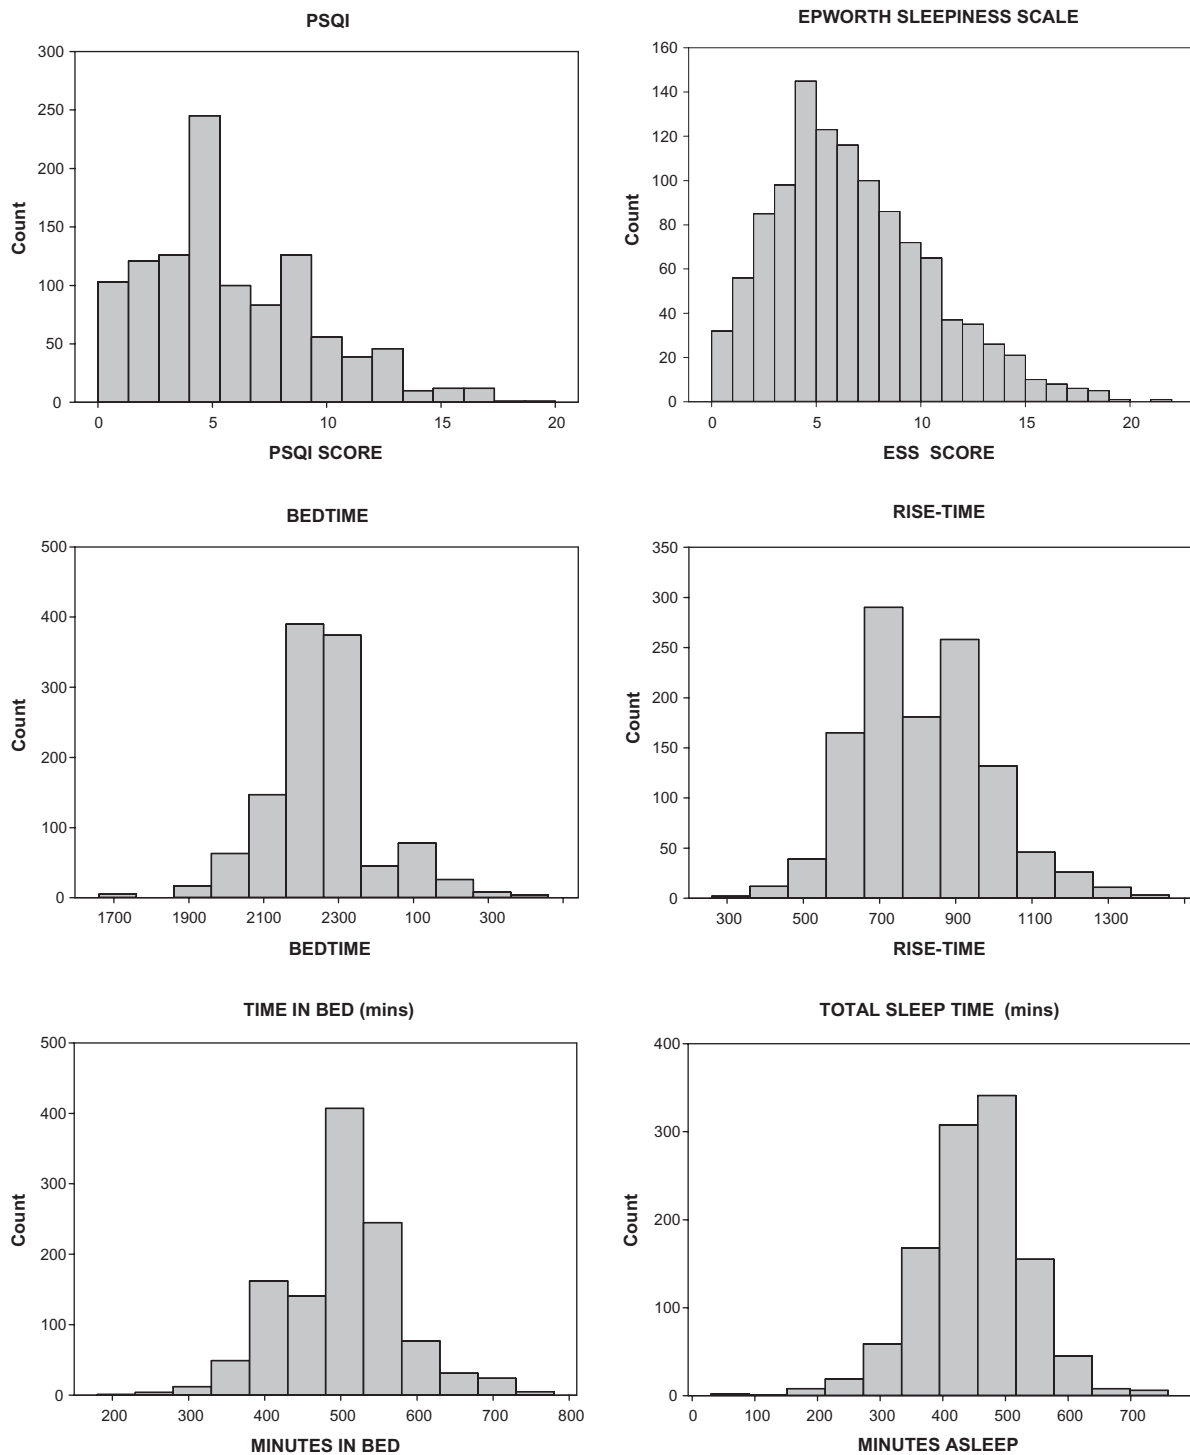 PSQI
300
250
200
150
100
50
0
Count
0 5 10 15 20
PSQI SCORE
EPWORTH SLEEPINESS SCALE
160
140
120
100
80
60
40
20
0
Count
0 5 10 15 20
ESS SCORE
BEDTIME
500
400
300
200
100
0
Count
1700 1900 2100 2300 100 300
BEDTIME
RISE-TIME
350
300
250
200
150
100
50
0
Count
300 500 700 900 1100 1300
RISE-TIME
TIME IN BED (mins)
500
400
300
200
100
0
Count
200 300 400 500 600 700 800
MINUTES IN BED
TOTAL SLEEP TIME (mins)
400
300
200
100
0
Count
0 100 200 300 400 500 600 700
MINUTES ASLEEP